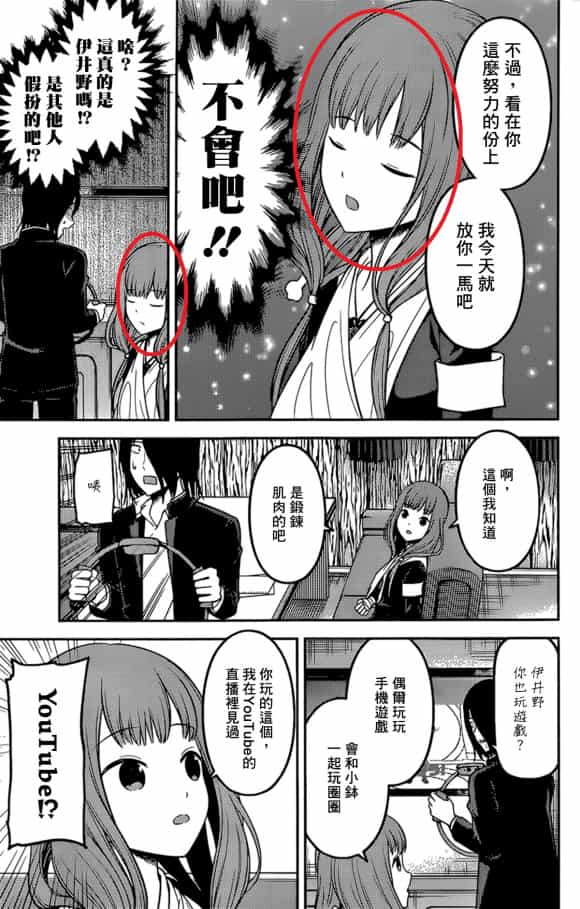 不過，看在你
這麼努力的份上
我今天就
放你一馬吧
不會吧!!
啥？
這真的是
伊井野嗎!?
是其他人
假扮的吧!?
啊，
這個我知道
是鍛鍊
肌肉的吧
咦
伊井野
你也玩遊戲？
偶爾玩玩
手機遊戲
會和小鉢
一起玩圈圈
你玩的這個，
我在YouTube的
直播裡見過
YouTube!?